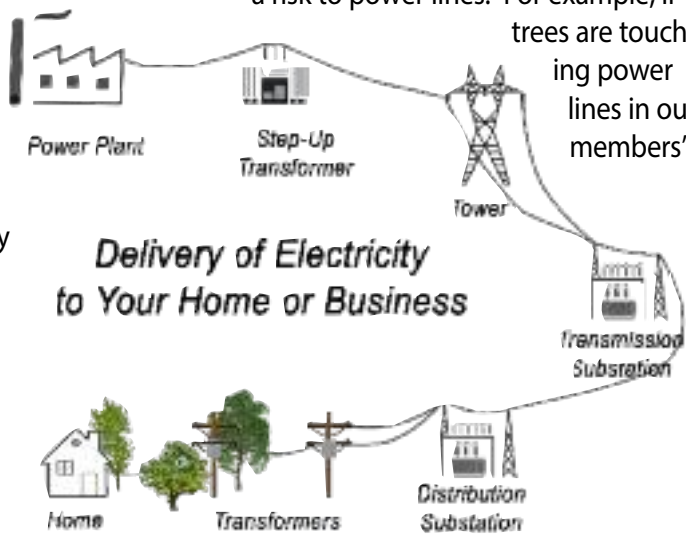 a risk to power lines. For example, if
trees are touch
ing power
lines in ou
members'
Power Plant
Step-Up
Transformer
Tower
y
Delivery of Electricity
to Your Home or Business
Transmission
Substation
Home
Transformers
Distribution
Substation